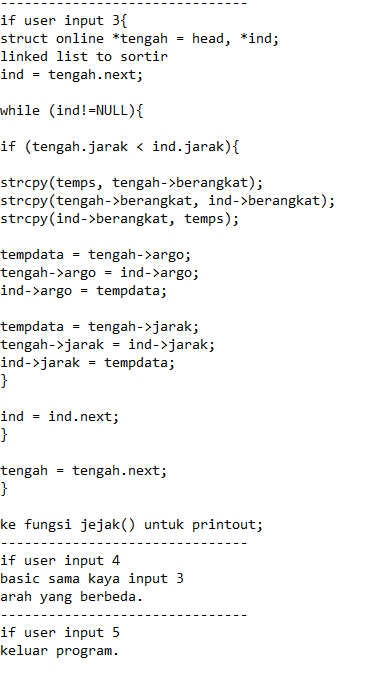 -------------------------------
if user input 3{
struct online *tengah = head, *ind;
linked list to sortir
ind = tengah.next;
while (ind!=NULL){
if (tengah.jarak < ind.jarak){
strcpy(temps, tengah->berangkat);
strcpy(tengah->berangkat, ind->berangkat);
strcpy(ind->berangkat, temps);
tempdata = tengah->argo;
tengah->argo = ind->argo;
ind->argo = tempdata;
tempdata = tengah->jarak;
tengah->jarak = ind->jarak;
ind->jarak = tempdata;
}
ind = ind.next;
}
tengah = tengah.next;
}
ke fungsi jejak() untuk printout;
-------------------------------
if user input 4
basic sama kaya input 3
arah yang berbeda.
-------------------------------
if user input 5
keluar program.